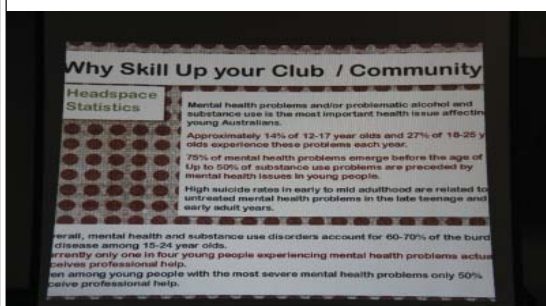 Why Skill Up your Club / Community
Headspace
Statistics
Mental health problems and/or problematic alcohol and
substance use is the most important health issue affectin
young Australians.
Approximately 14% of 12-17 year olds and 27% of 18-25 y
olds experience these problems each year.
75% of mental health problems emerge before the age of
Up to 50% of substance use problems are preceded by
mental health issues in young people.
High suicide rates in early to mid adulthood are related to
untreated mental health problems in the late teenage and
early adult years.
verall, mental health and substance use disorders account for 60-70% of the burd
disease among 15-24 year olds.
rrently only one in four young people experiencing mental health problems actua
ceives professional help.
en among young people with the most severe mental health problems only 50%
ceive professional help.